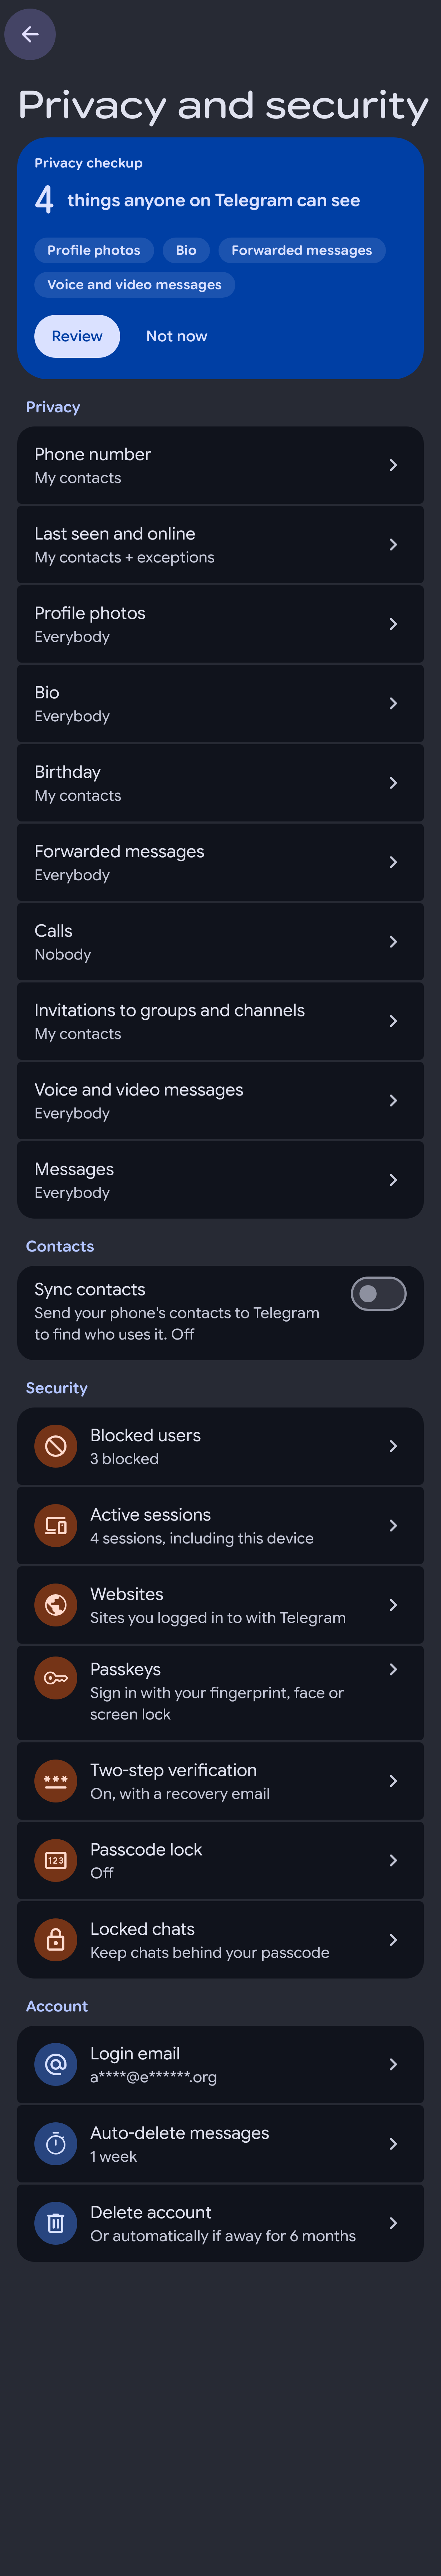 Privacy and security
Privacy checkup
4 things anyone on Telegram can see
Profile photos Bio Forwarded messages
Voice and video messages
Review Not now
Privacy
Phone number
My contacts
Last seen and online
My contacts + exceptions
Profile photos
Everybody
Bio
Everybody
Birthday
My contacts
Forwarded messages
Everybody
Calls
Nobody
Invitations to groups and channels
My contacts
Voice and video messages
Everybody
Messages
Everybody
Contacts
Sync contacts
Send your phone's contacts to Telegram
to find who uses it. Off
Security
Blocked users
3 blocked
Active sessions
4 sessions, including this device
Websites
Sites you logged in to with Telegram
Passkeys
Sign in with your fingerprint, face or
screen lock
***
Two-step verification
On, with a recovery email
123
Passcode lock
Off
Locked chats
Keep chats behind your passcode
Account
@
Login email
a****@e******.org
Auto-delete messages
1 week
Delete account
Or automatically if away for 6 months